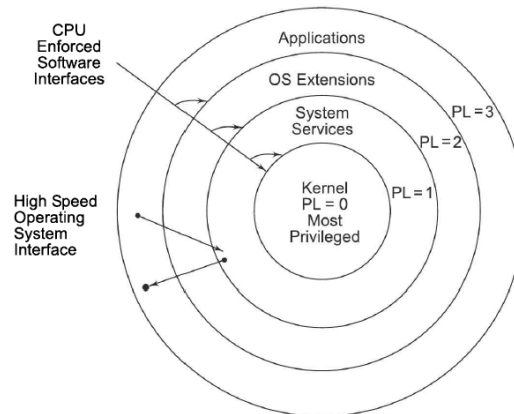 CPU
Enforced
Software
Interfaces
Applications
OS Extensions
PL=3
System
Services
PL=2
Kernel
PL = 0
Most
Privileged
PL=1
High Speed
Operating
System
Interface